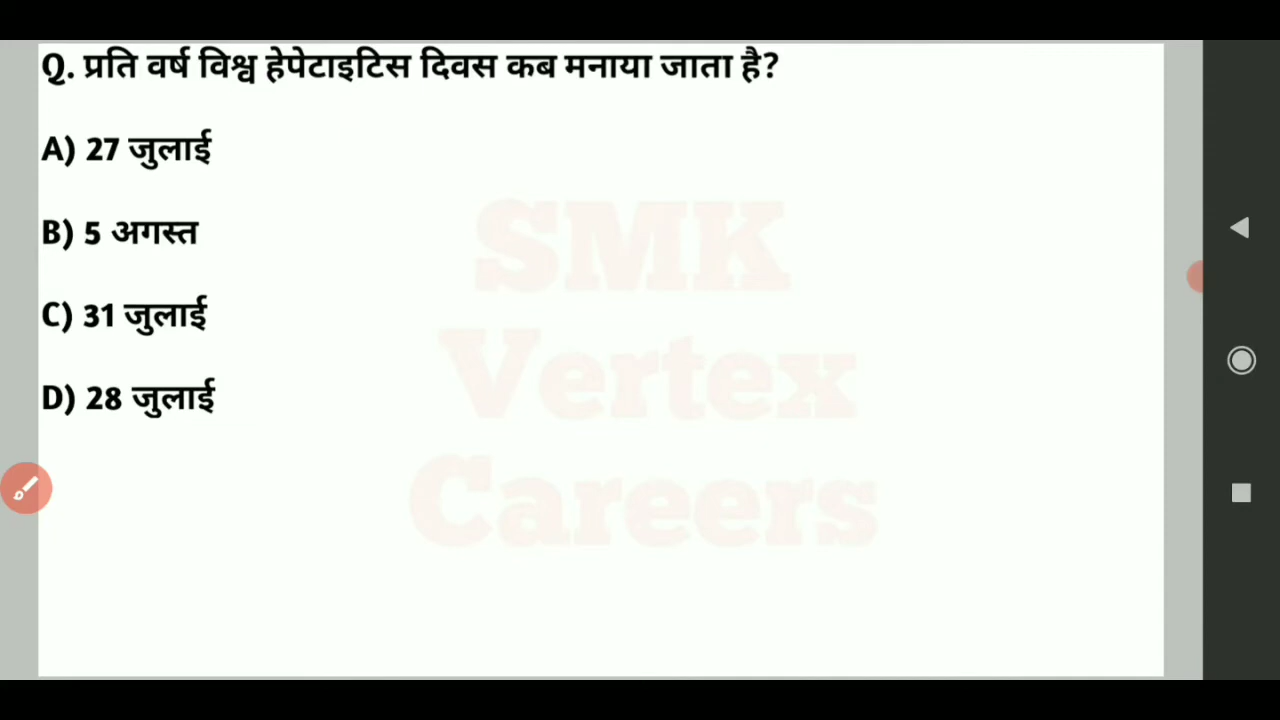 Q. प्रति वर्ष विश्व हेपेटाइटिस दिवस कब मनाया जाता है?
A) 27 जुलाई
B) 5 अगस्त
C) 31 जुलाई
D) 28 जुलाई
SMK
Vertex
Careers